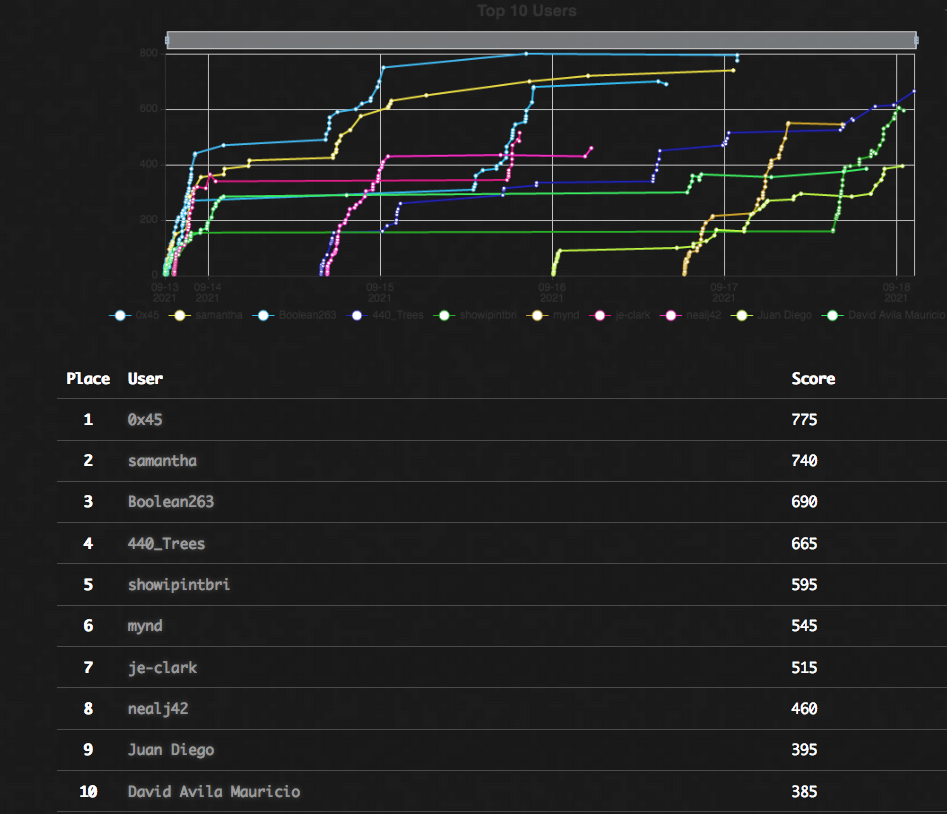 Top 10 Users
800
600
400
200
0
09-13 09-14 09-15 09-16 09-17 09-18
2021 2021 2021 2021 2021 2021
0x45 samantha Boolean263 440_Trees showipintbri mynd je-clark nealj42 Juan Diego David Avila Mauricio
Place User Score
1 0x45 775
2 samantha 740
3 Boolean263 690
4 440_Trees 665
5 showipintbri 595
6 mynd 545
7 je-clark 515
8 nealj42 460
9 Juan Diego 395
10 David Avila Mauricio 385